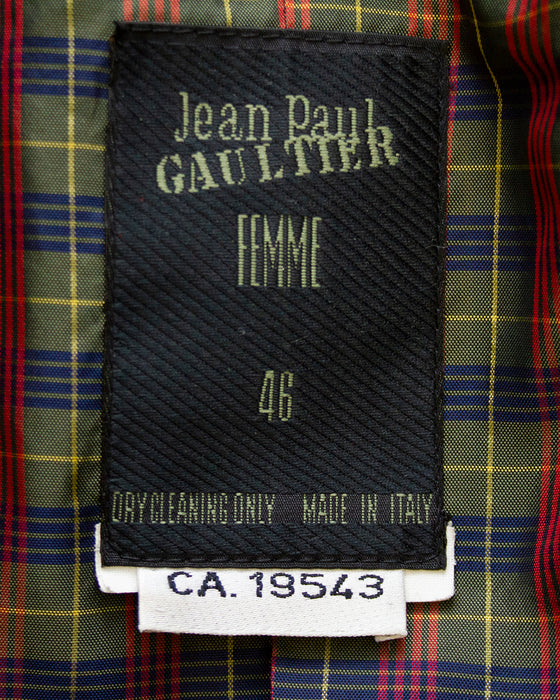 Jean Paul
GAULTIER
FEMME
46
DRY CLEANING ONLY MADE IN ITALY
CA. 19543